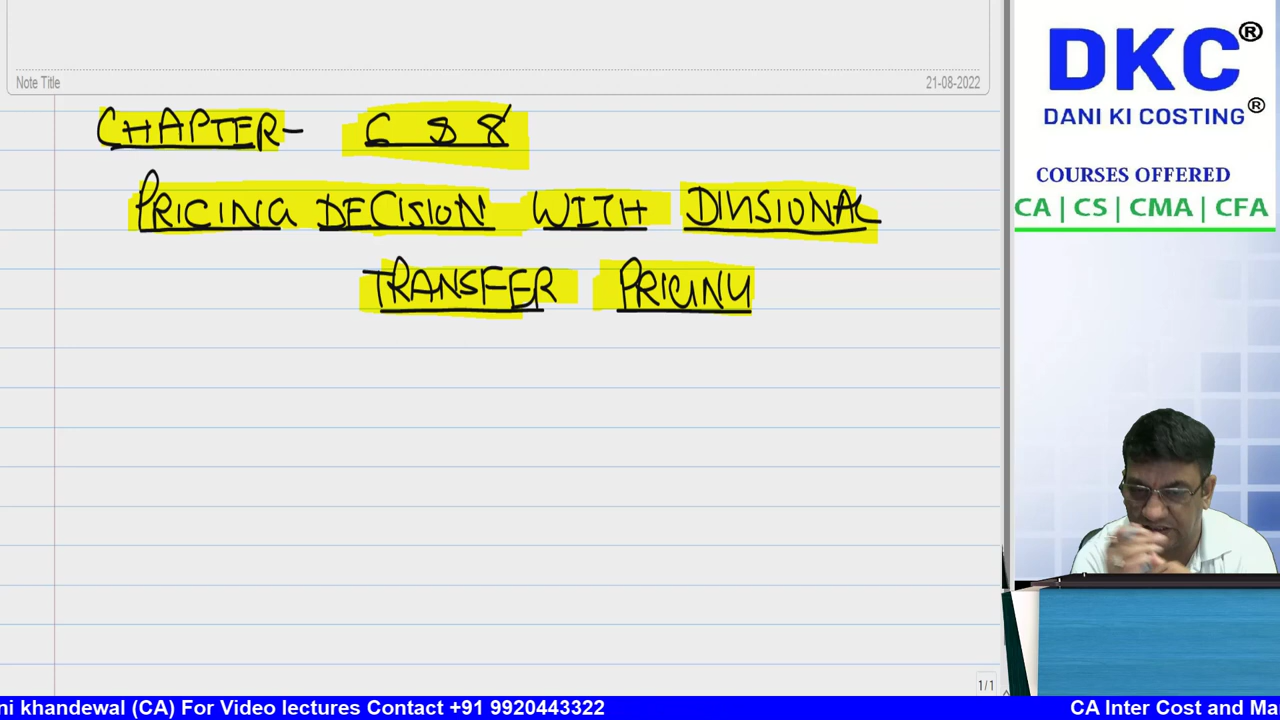 Note Title
21-08-2022
CHAPTER- 6 & 8
PRICING DECISION WITH DIVISIONAL
TRANSFER PRICING
1/1
DKC®
DANI KI COSTING®
COURSES OFFERED
CA | CS | CMA | CFA
ni khandewal (CA) For Video lectures Contact +91 9920443322
CA Inter Cost and Ma